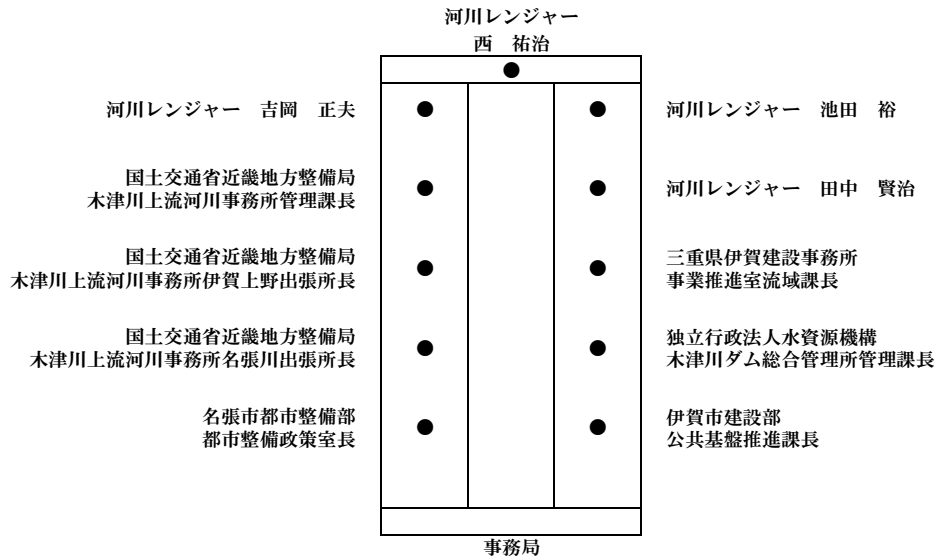 河川レンジャー
西　祐治
河川レンジャー　吉岡　正夫
河川レンジャー　池田　裕
国土交通省近畿地方整備局
木津川上流河川事務所管理課長
河川レンジャー　田中　賢治
国土交通省近畿地方整備局
木津川上流河川事務所伊賀上野出張所長
三重県伊賀建設事務所
事業推進室流域課長
国土交通省近畿地方整備局
木津川上流河川事務所名張川出張所長
独立行政法人水資源機構
木津川ダム総合管理所管理課長
名張市都市整備部
都市整備政策室長
伊賀市建設部
公共基盤推進課長
事務局